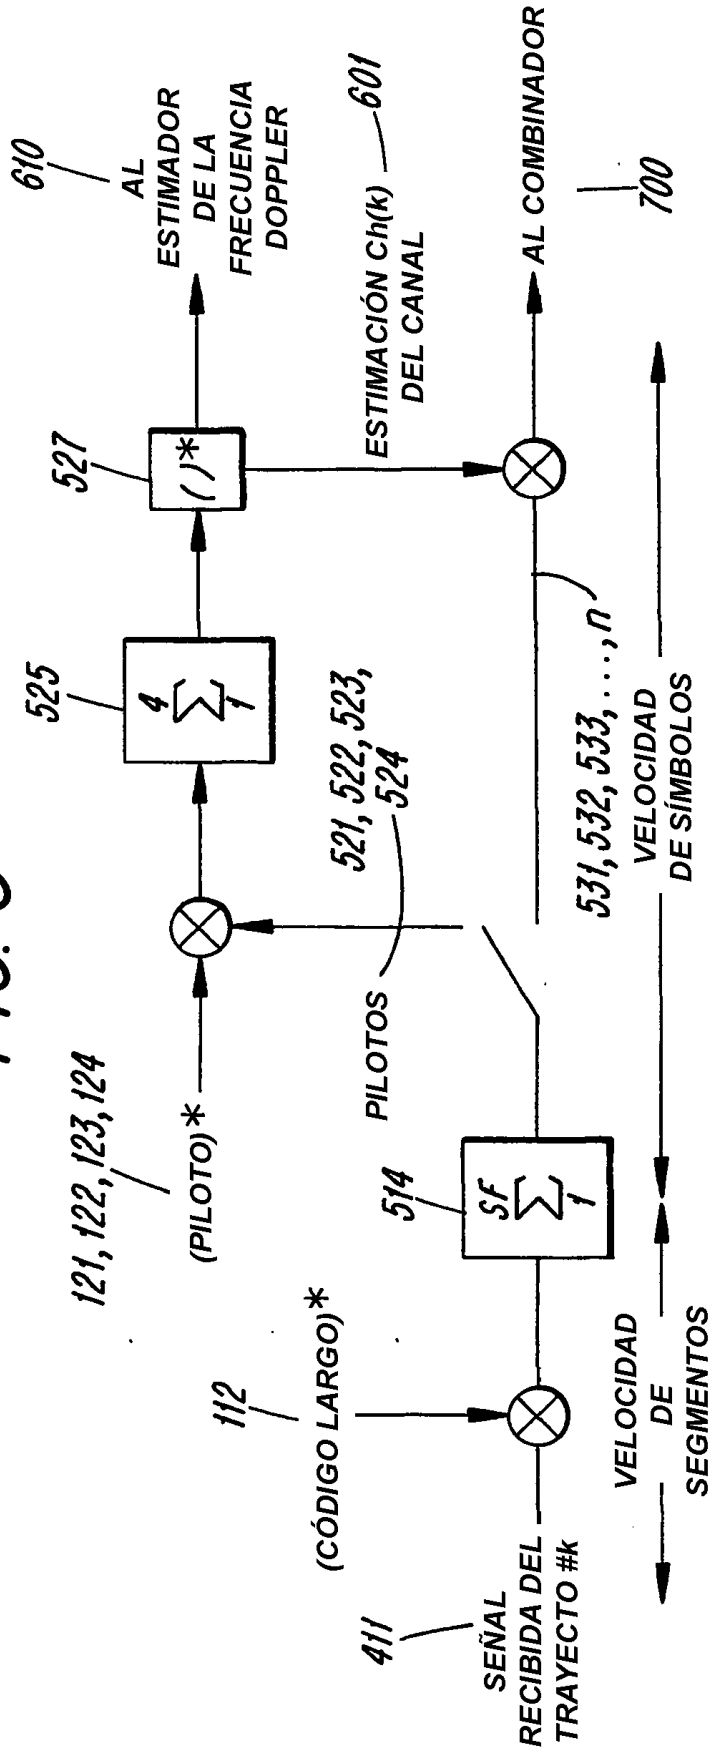 FIG.
121, 122, 123, 124
(PILOTO)*
525
4
Σ
1
527
( )*
610
AL
ESTIMADOR
DE LA
FRECUENCIA
DOPPLER
112
(CÓDIGO LARGO)*
514
SF
Σ
1
PILOTOS
521, 522, 523,
524
ESTIMACIÓN Ch(k)
DEL CANAL
601
411
SEÑAL
RECIBIDA DEL
TRAYECTO #k
531, 532, 533, ..., n
AL COMBINADOR
700
VELOCIDAD
DE
SEGMENTOS
VELOCIDAD
DE SÍMBOLOS